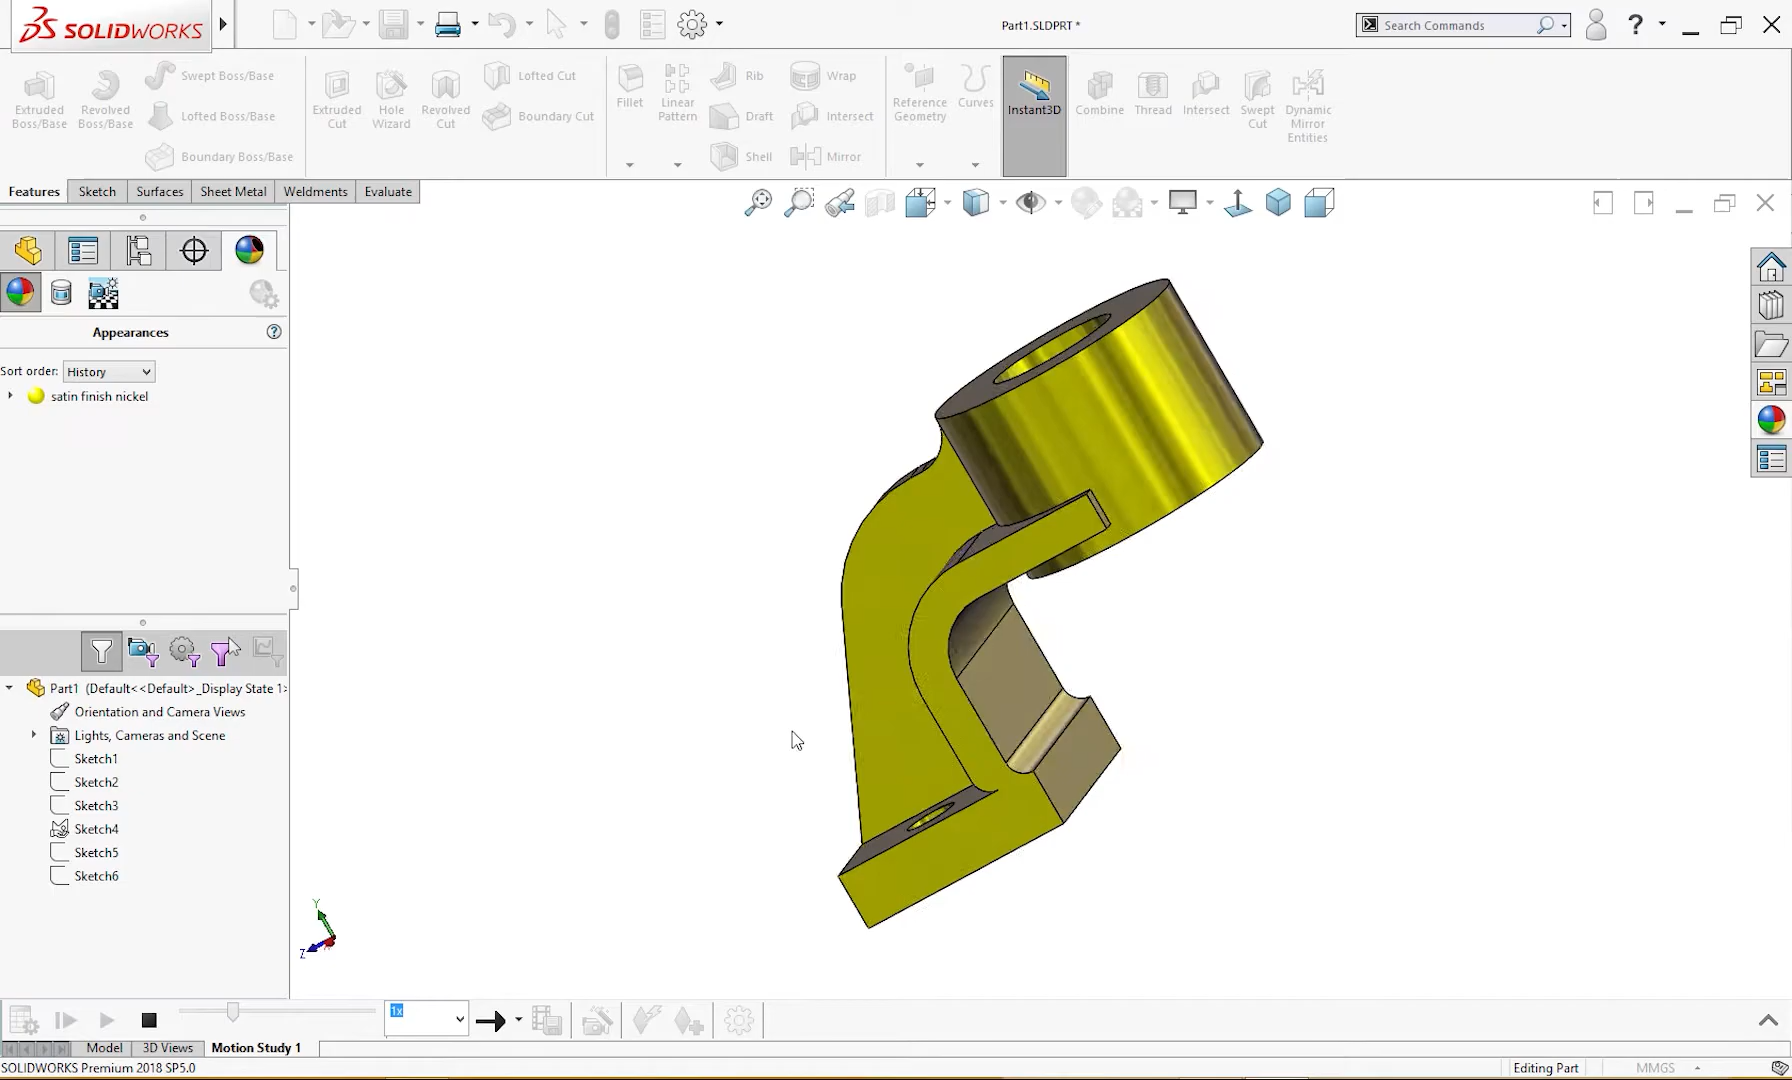 SOLIDWORKS
Part1.SLDPRT *
Search Commands
?
Extruded Boss/Base
Revolved Boss/Base
Swept Boss/Base
Lofted Boss/Base
Boundary Boss/Base
Extruded Cut
Hole Wizard
Revolved Cut
Lofted Cut
Boundary Cut
Fillet
Linear Pattern
Rib
Draft
Shell
Wrap
Intersect
Mirror
Reference Geometry
Curves
Instant3D
Combine
Thread
Intersect
Swept Cut
Dynamic Mirror Entities
Features Sketch Surfaces Sheet Metal Weldments Evaluate
Appearances
?
Sort order: History
satin finish nickel
Part1 (Default<<Default>_Display State 1>
Orientation and Camera Views
Lights, Cameras and Scene
Sketch1
Sketch2
Sketch3
Sketch4
Sketch5
Sketch6
Y
Z
1x
Model 3D Views Motion Study 1
SOLIDWORKS Premium 2018 SP5.0
Editing Part
MMGS